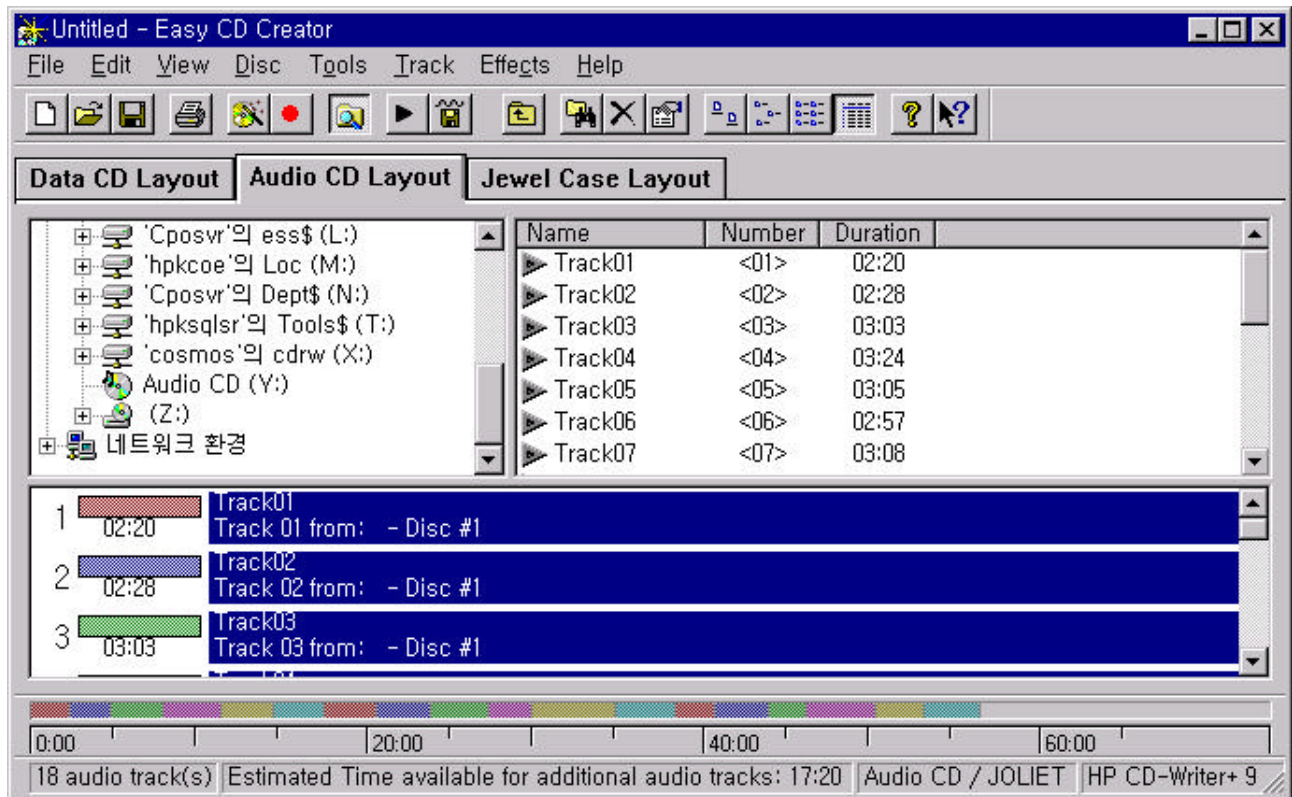 Untitled - Easy CD Creator
File Edit View Disc Tools Track Effects Help
Data CD Layout Audio CD Layout Jewel Case Layout
'Cposvr'의 ess$ (L:)
'hpkcoe'의 Loc (M:)
'Cposvr'의 Dept$ (N:)
'hpksqlsr'의 Tools$ (T:)
'cosmos'의 cdrw (X:)
Audio CD (Y:)
(Z:)
네트워크 환경
Name Number Duration
Track01 <01> 02:20
Track02 <02> 02:28
Track03 <03> 03:03
Track04 <04> 03:24
Track05 <05> 03:05
Track06 <06> 02:57
Track07 <07> 03:08
1 Track01
02:20 Track 01 from: - Disc #1
2 Track02
02:28 Track 02 from: - Disc #1
3 Track03
03:03 Track 03 from: - Disc #1
0:00 20:00 40:00 60:00
18 audio track(s) Estimated Time available for additional audio tracks: 17:20 Audio CD / JOLIET HP CD-Writer+ 9